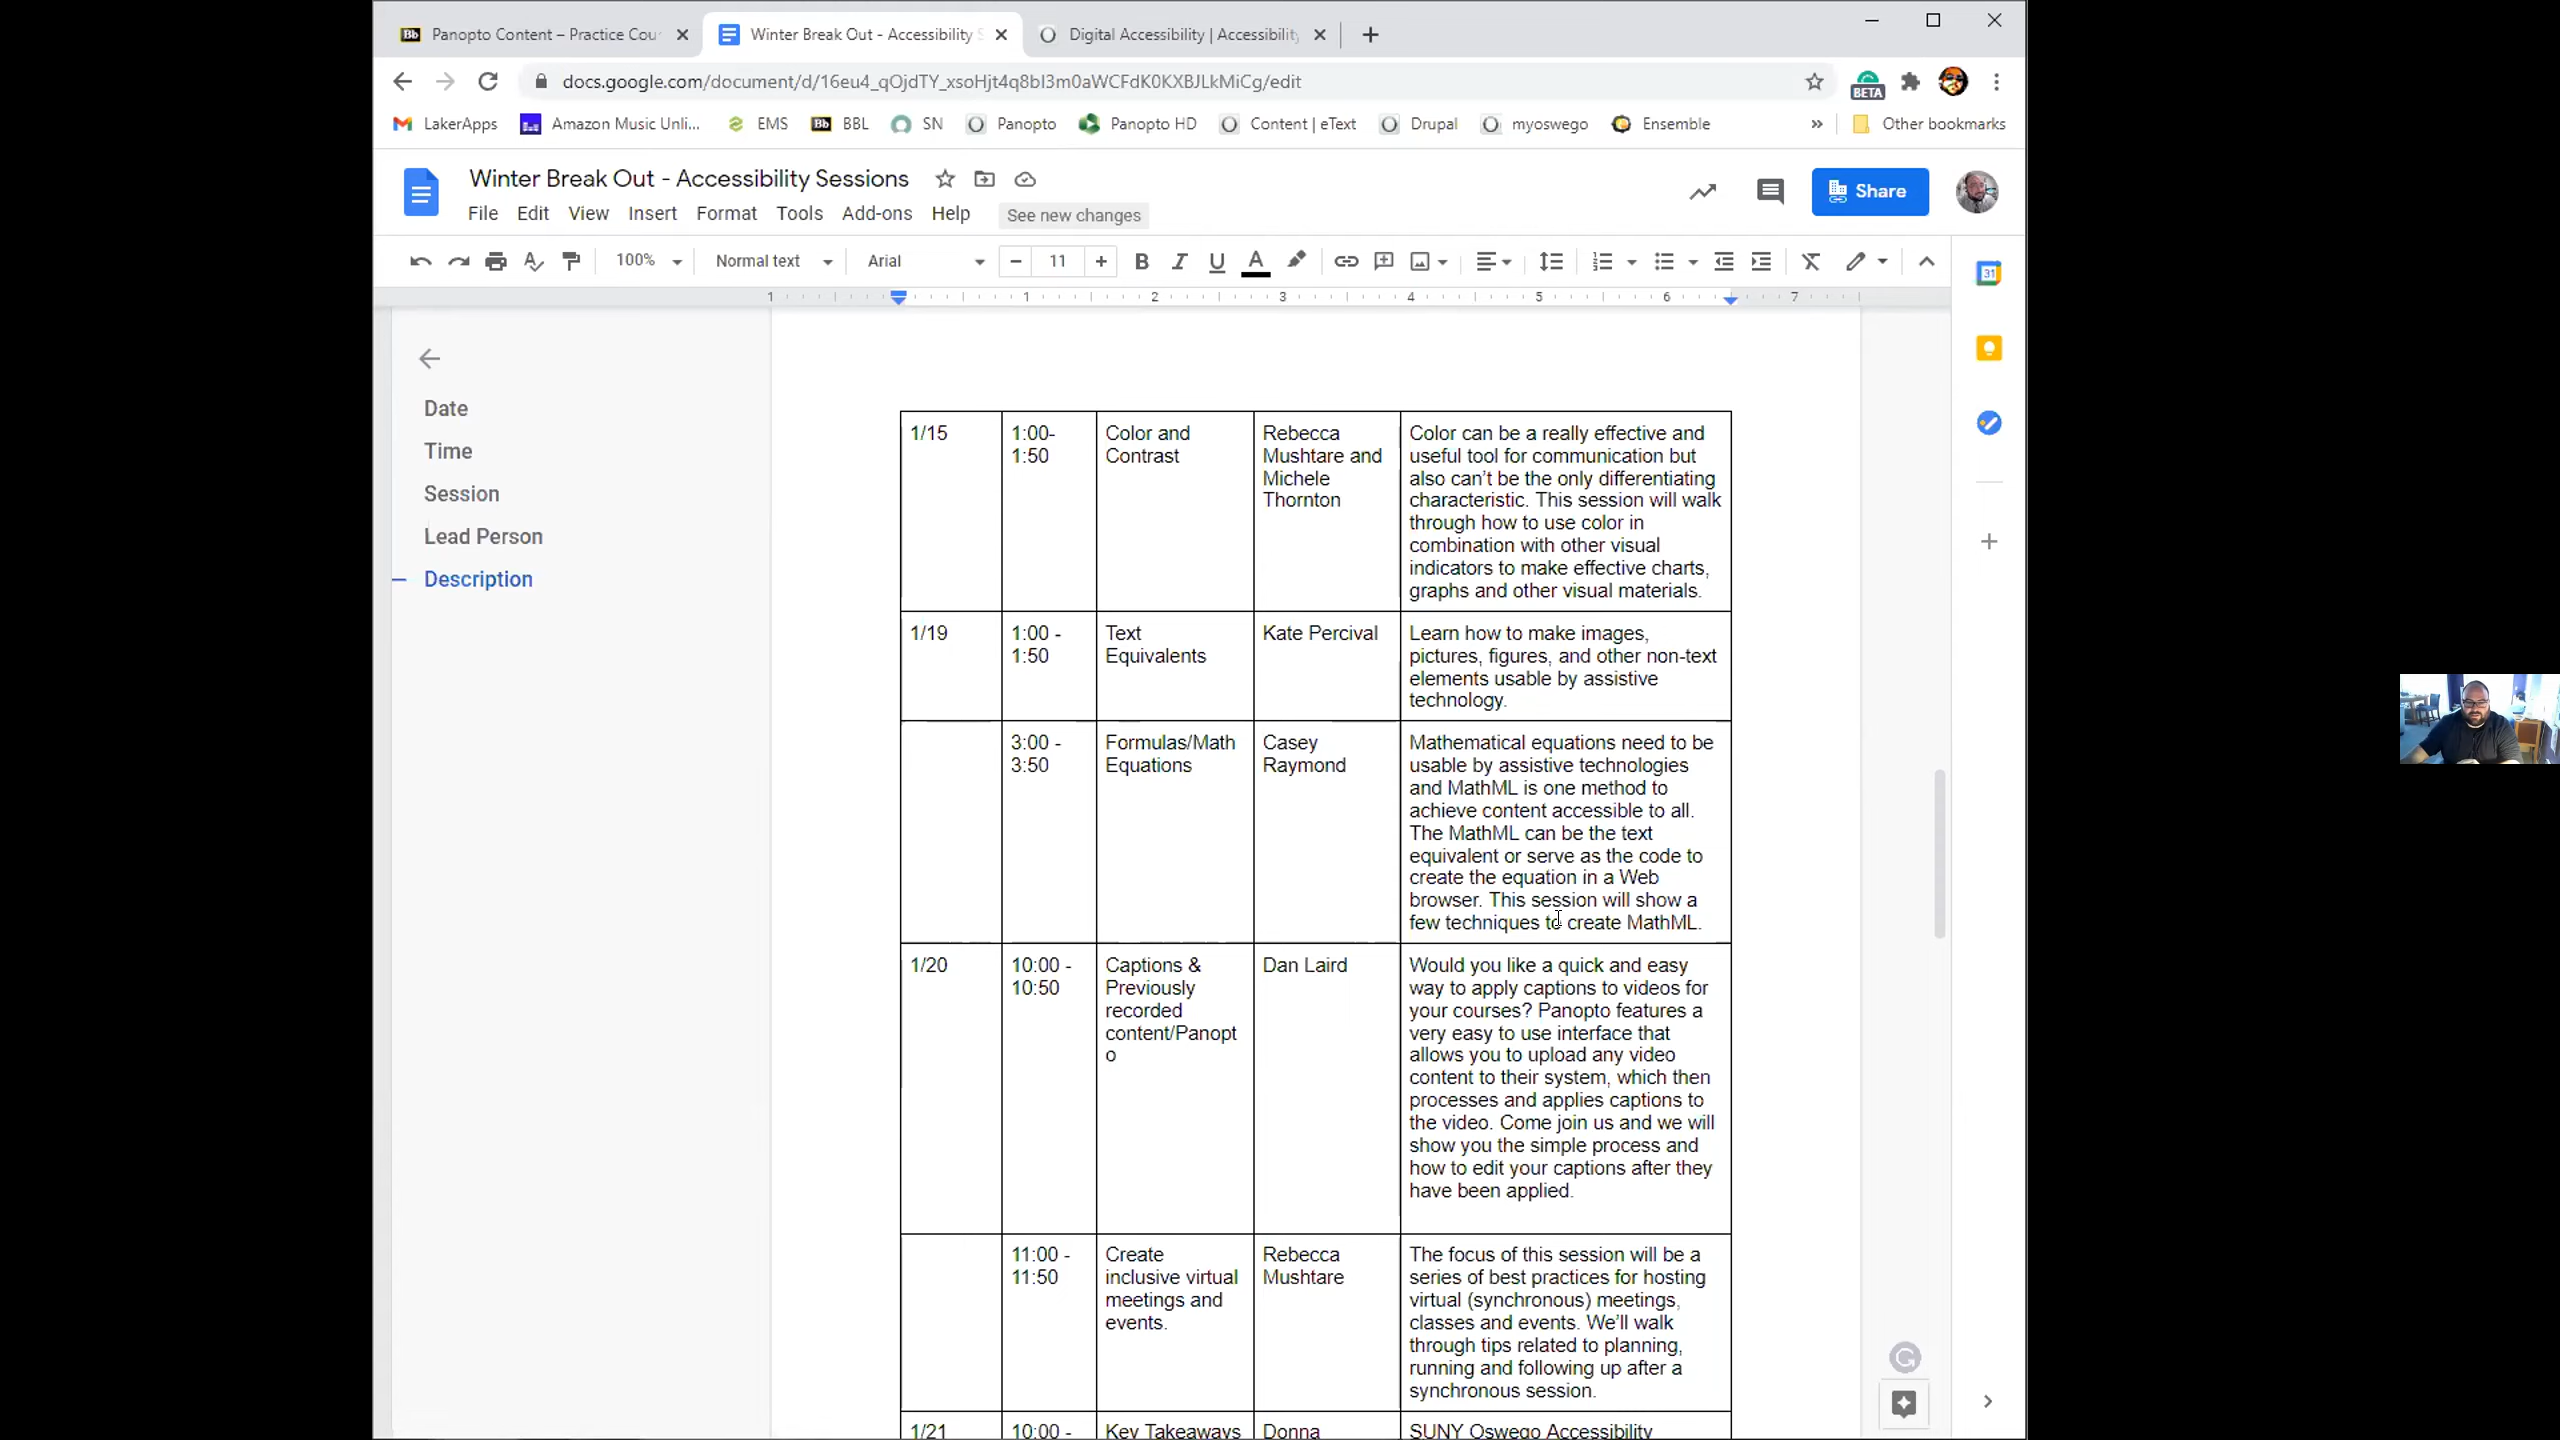 Panopto Content – Practice Cou
Winter Break Out - Accessibility S
Digital Accessibility | Accessibility
docs.google.com/document/d/16eu4_qOjdTY_xsoHjt4q8bI3m0aWCFdK0KXBJLkMiCg/edit
BETA
LakerApps
Amazon Music Unli...
EMS
Bb
BBL
SN
Panopto
Panopto HD
Content | eText
Drupal
myoswego
Ensemble
»
Other bookmarks
Winter Break Out - Accessibility Sessions
Share
File Edit View Insert Format Tools Add-ons Help See new changes
100% Normal text Arial 11 B I U A
31
1 1 2 3 4 5 6 7
Date
Time
Session
Lead Person
Description
1/15
1:00-
1:50
Color and
Contrast
Rebecca
Mushtare and
Michele
Thornton
Color can be a really effective and
useful tool for communication but
also can't be the only differentiating
characteristic. This session will walk
through how to use color in
combination with other visual
indicators to make effective charts,
graphs and other visual materials.
1/19
1:00 -
1:50
Text
Equivalents
Kate Percival
Learn how to make images,
pictures, figures, and other non-text
elements usable by assistive
technology.
3:00 -
3:50
Formulas/Math
Equations
Casey
Raymond
Mathematical equations need to be
usable by assistive technologies
and MathML is one method to
achieve content accessible to all.
The MathML can be the text
equivalent or serve as the code to
create the equation in a Web
browser. This session will show a
few techniques to create MathML.
1/20
10:00 -
10:50
Captions &
Previously
recorded
content/Panopt
o
Dan Laird
Would you like a quick and easy
way to apply captions to videos for
your courses? Panopto features a
very easy to use interface that
allows you to upload any video
content to their system, which then
processes and applies captions to
the video. Come join us and we will
show you the simple process and
how to edit your captions after they
have been applied.
11:00 -
11:50
Create
inclusive virtual
meetings and
events.
Rebecca
Mushtare
The focus of this session will be a
series of best practices for hosting
virtual (synchronous) meetings,
classes and events. We'll walk
through tips related to planning,
running and following up after a
synchronous session.
1/21
10:00 -
Key Takeaways
Donna
SUNY Oswego Accessibility